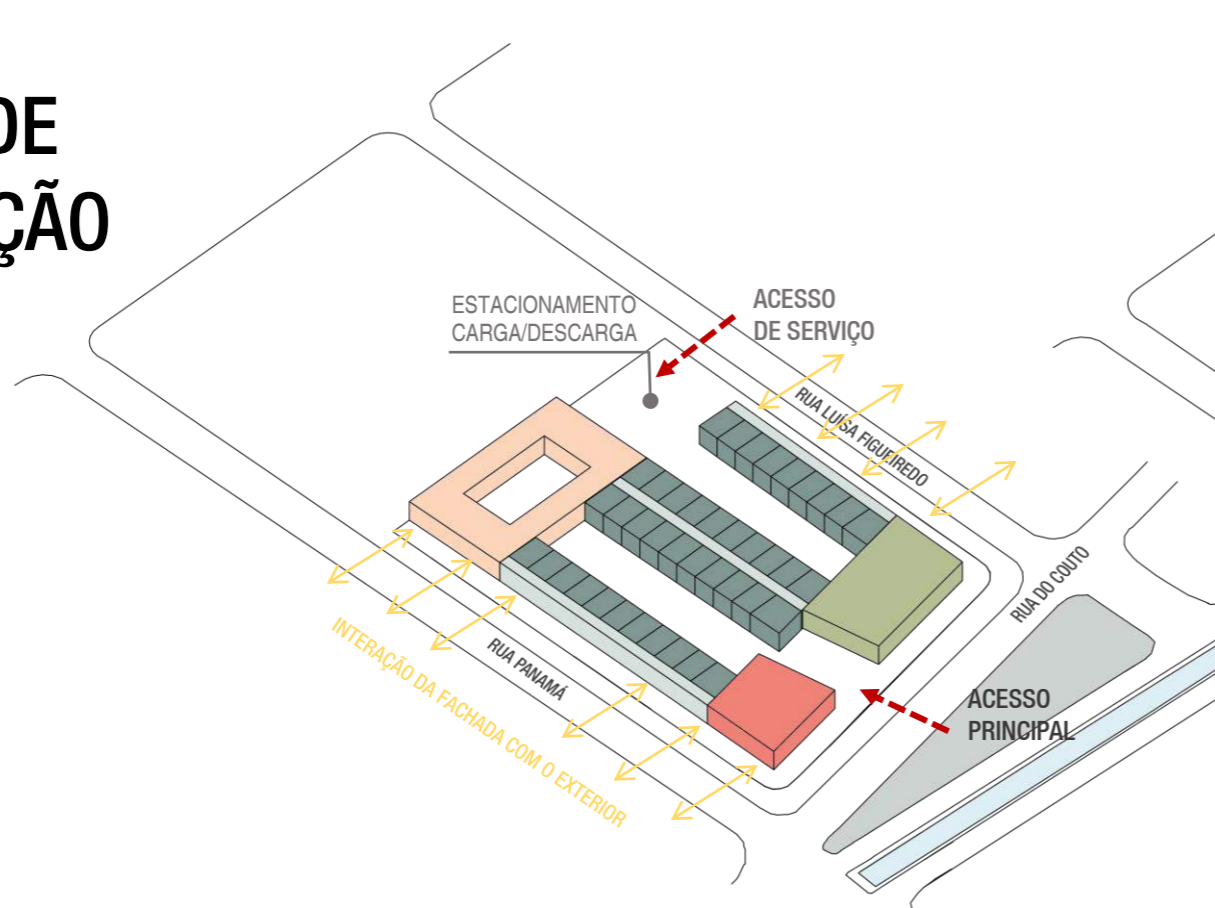 DE
ÇÃO
ESTACIONAMENTO
CARGA/DESCARGA
ACESSO
DE SERVIÇO
RUA LUÍSA FIGUEIREDO
RUA DO COUTO
RUA PANAMÁ
INTERAÇÃO DA FACHADA COM O EXTERIOR
ACESSO
PRINCIPAL